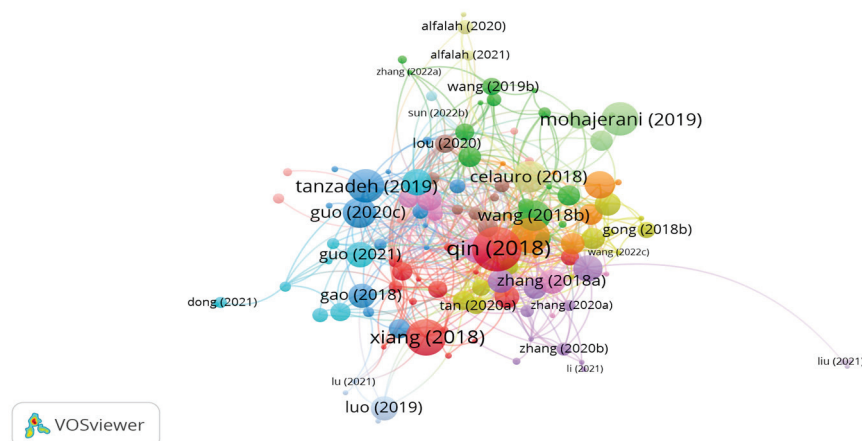 alfalah (2020)
alfalah (2021)
zhang (2022a)
wang (2019b)
sun (2022b)
mohajerani (2019)
lou (2020)
celauro (2018)
tanzadeh (2019)
guo (2020c)
wang (2018b)
gong (2018b)
qin (2018)
wang (2022c)
guo (2021)
zhang (2018a)
gao (2018)
dong (2021)
tan (2020a)
zhang (2020a)
xiang (2018)
zhang (2020b)
liu (2021)
li (2021)
lu (2021)
luo (2019)
VOSviewer